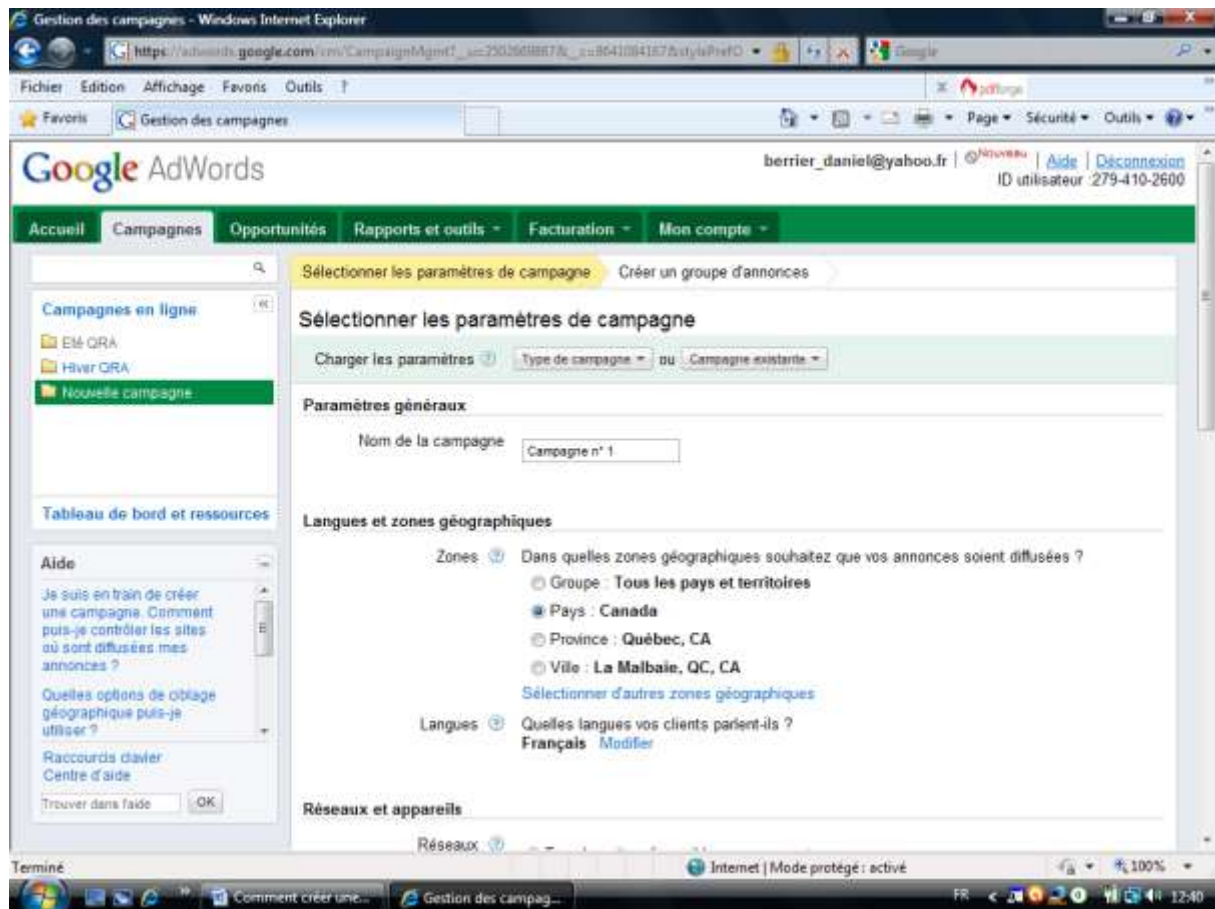 Gestion des campagnes - Windows Internet Explorer
Google
Fichier Edition Affichage Favoris Outils ?
pdfforge
Favoris Gestion des campagnes
Page Sécurité Outils
Google AdWords
berrier_daniel@yahoo.fr | Nouveau | Aide | Déconnexion
ID utilisateur :279-410-2600
Accueil Campagnes Opportunités Rapports et outils Facturation Mon compte
Sélectionner les paramètres de campagne Créer un groupe d'annonces
Campagnes en ligne
Eté QRA
Hiver QRA
Nouvelle campagne
Tableau de bord et ressources
Aide
Je suis en train de créer
une campagne. Comment
puis-je contrôler les sites
où sont diffusées mes
annonces ?
Quelles options de ciblage
géographique puis-je
utiliser ?
Raccourcis clavier
Centre d'aide
Trouver dans l'aide OK
Sélectionner les paramètres de campagne
Charger les paramètres Type de campagne ou Campagne existante
Paramètres généraux
Nom de la campagne Campagne n° 1
Langues et zones géographiques
Zones Dans quelles zones géographiques souhaitez que vos annonces soient diffusées ?
Groupe : Tous les pays et territoires
Pays : Canada
Province : Québec, CA
Ville : La Malbaie, QC, CA
Sélectionner d'autres zones géographiques
Langues Quelles langues vos clients parlent-ils ?
Français Modifier
Réseaux et appareils
Réseaux
Terminé Internet | Mode protégé : activé 100%
Comment créer une... Gestion des campag... FR 12:40